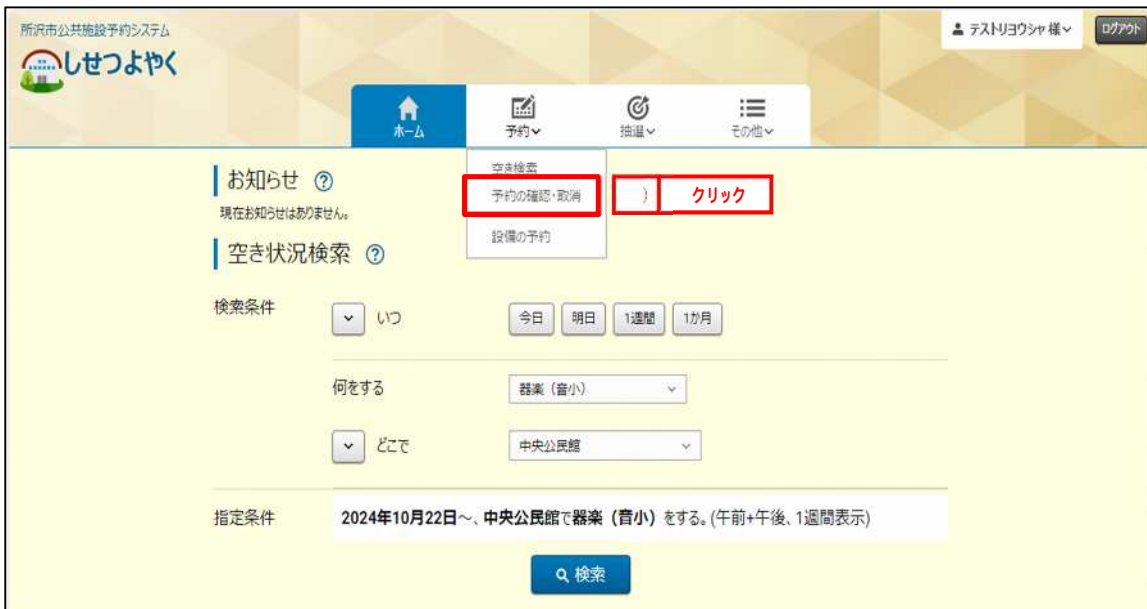 所沢市公共施設予約システム
しせつよやく
テストリヨウシャ 様
ログアウト
ホーム
予約
抽選
その他
空き検索
予約の確認・取消
) クリック
設備の予約
お知らせ ?
現在お知らせはありません。
空き状況検索 ?
検索条件
いつ 今日 明日 1週間 1か月
何をする 器楽（音小）
どこで 中央公民館
指定条件 2024年10月22日～、中央公民館で器楽（音小）をする。(午前+午後、1週間表示)
検索